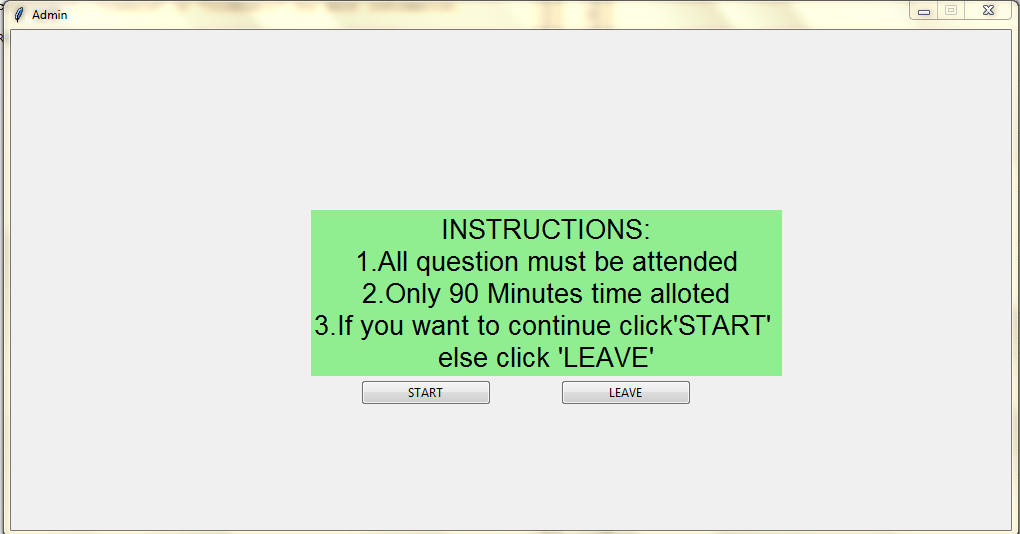 Admin
INSTRUCTIONS:
1.All question must be attended
2.Only 90 Minutes time alloted
3.If you want to continue click'START'
else click 'LEAVE'
START
LEAVE